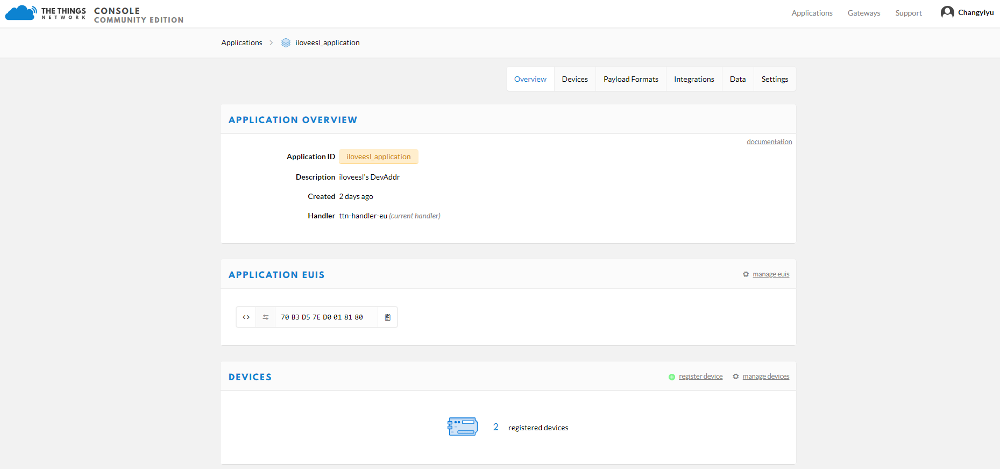 THE THINGS
NETWORK
CONSOLE
COMMUNITY EDITION
Applications Gateways Support Changyiyu
Applications iloveesl_application
Overview Devices Payload Formats Integrations Data Settings
APPLICATION OVERVIEW
documentation
Application ID iloveesl_application
Description iloveesl's DevAddr
Created 2 days ago
Handler ttn-handler-eu (current handler)
APPLICATION EUIS
manage euis
<> 70 B3 D5 7E D0 01 81 80
DEVICES
register device manage devices
2 registered devices